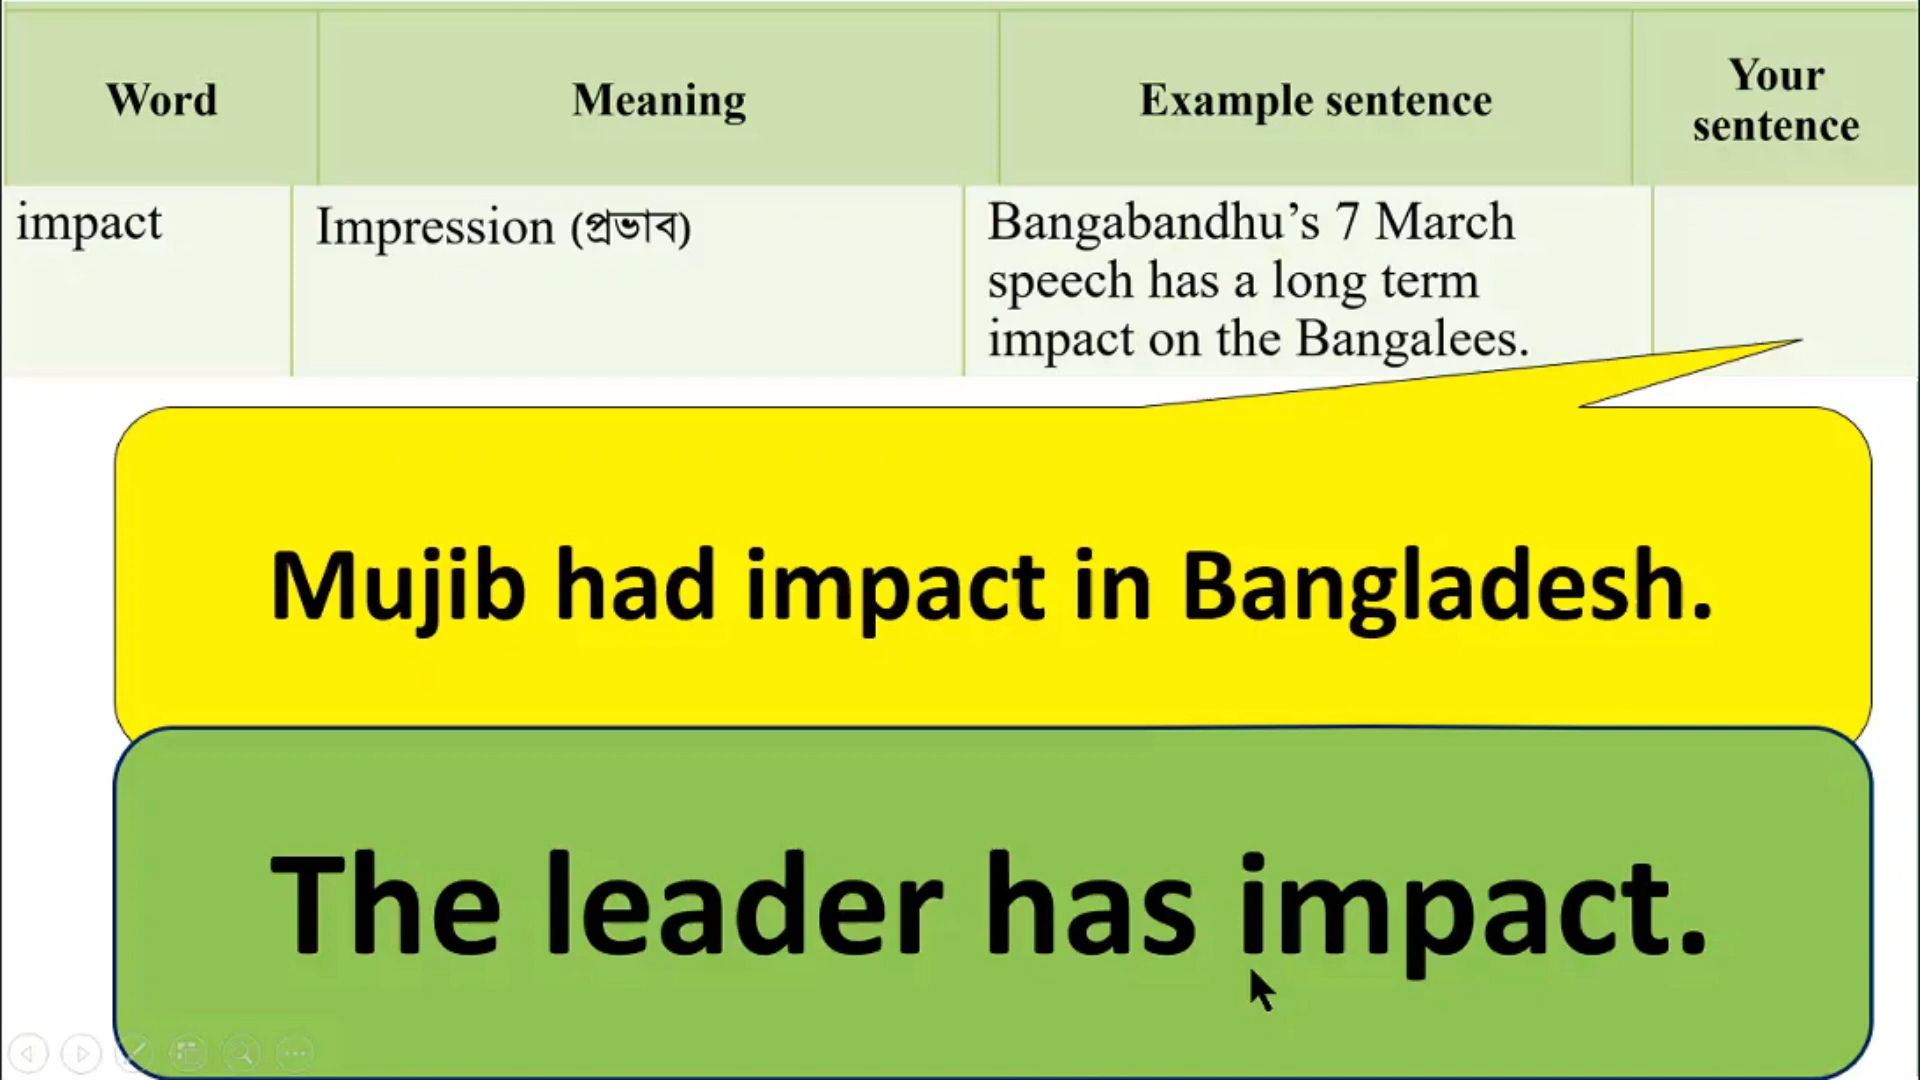 Word Meaning Example sentence Your sentence
impact Impression (প্রভাব) Bangabandhu’s 7 March
speech has a long term
impact on the Bangalees.
Mujib had impact in Bangladesh.
The leader has impact.